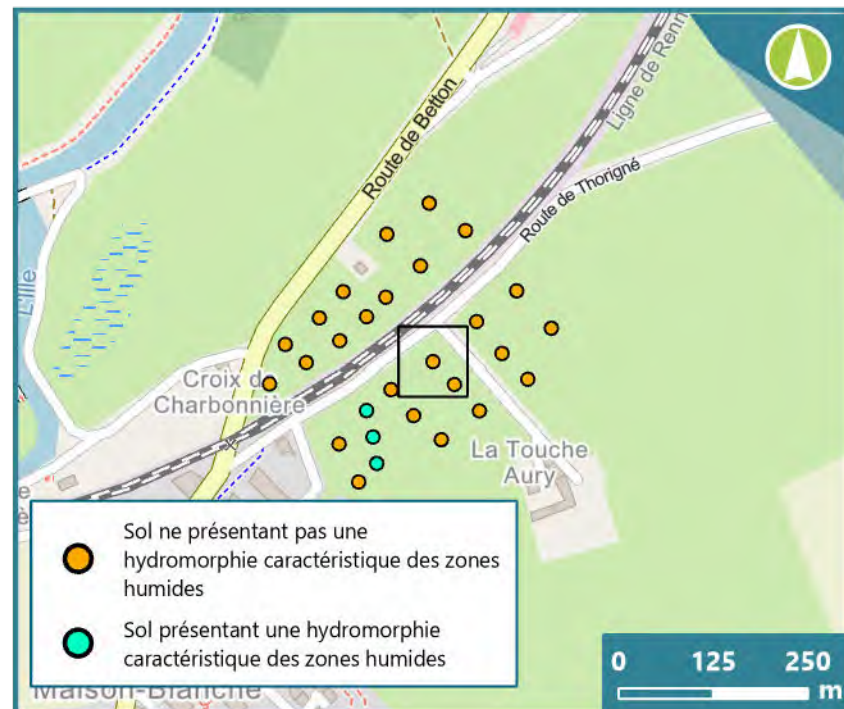 Route de Betton
Ligne de Renn
Route de Thorigné
L'Ille
Croix de
Charbonnière
La Touche
Aury
e
é
Sol ne présentant pas une
hydromorphie caractéristique des zones
humides
Sol présentant une hydromorphie
caractéristique des zones humides
0 125 250
m
Maison-Blanche